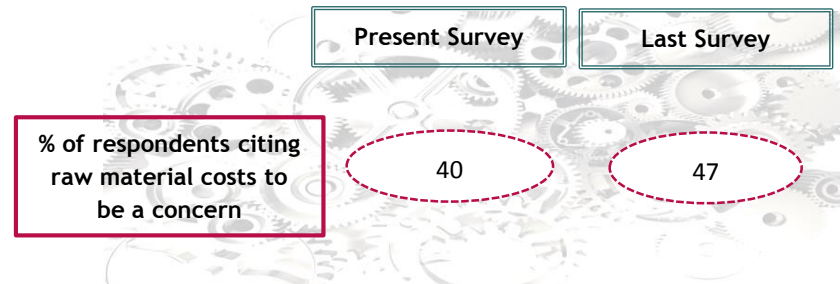 Present Survey
Last Survey
% of respondents citing
raw material costs to
be a concern
40
47